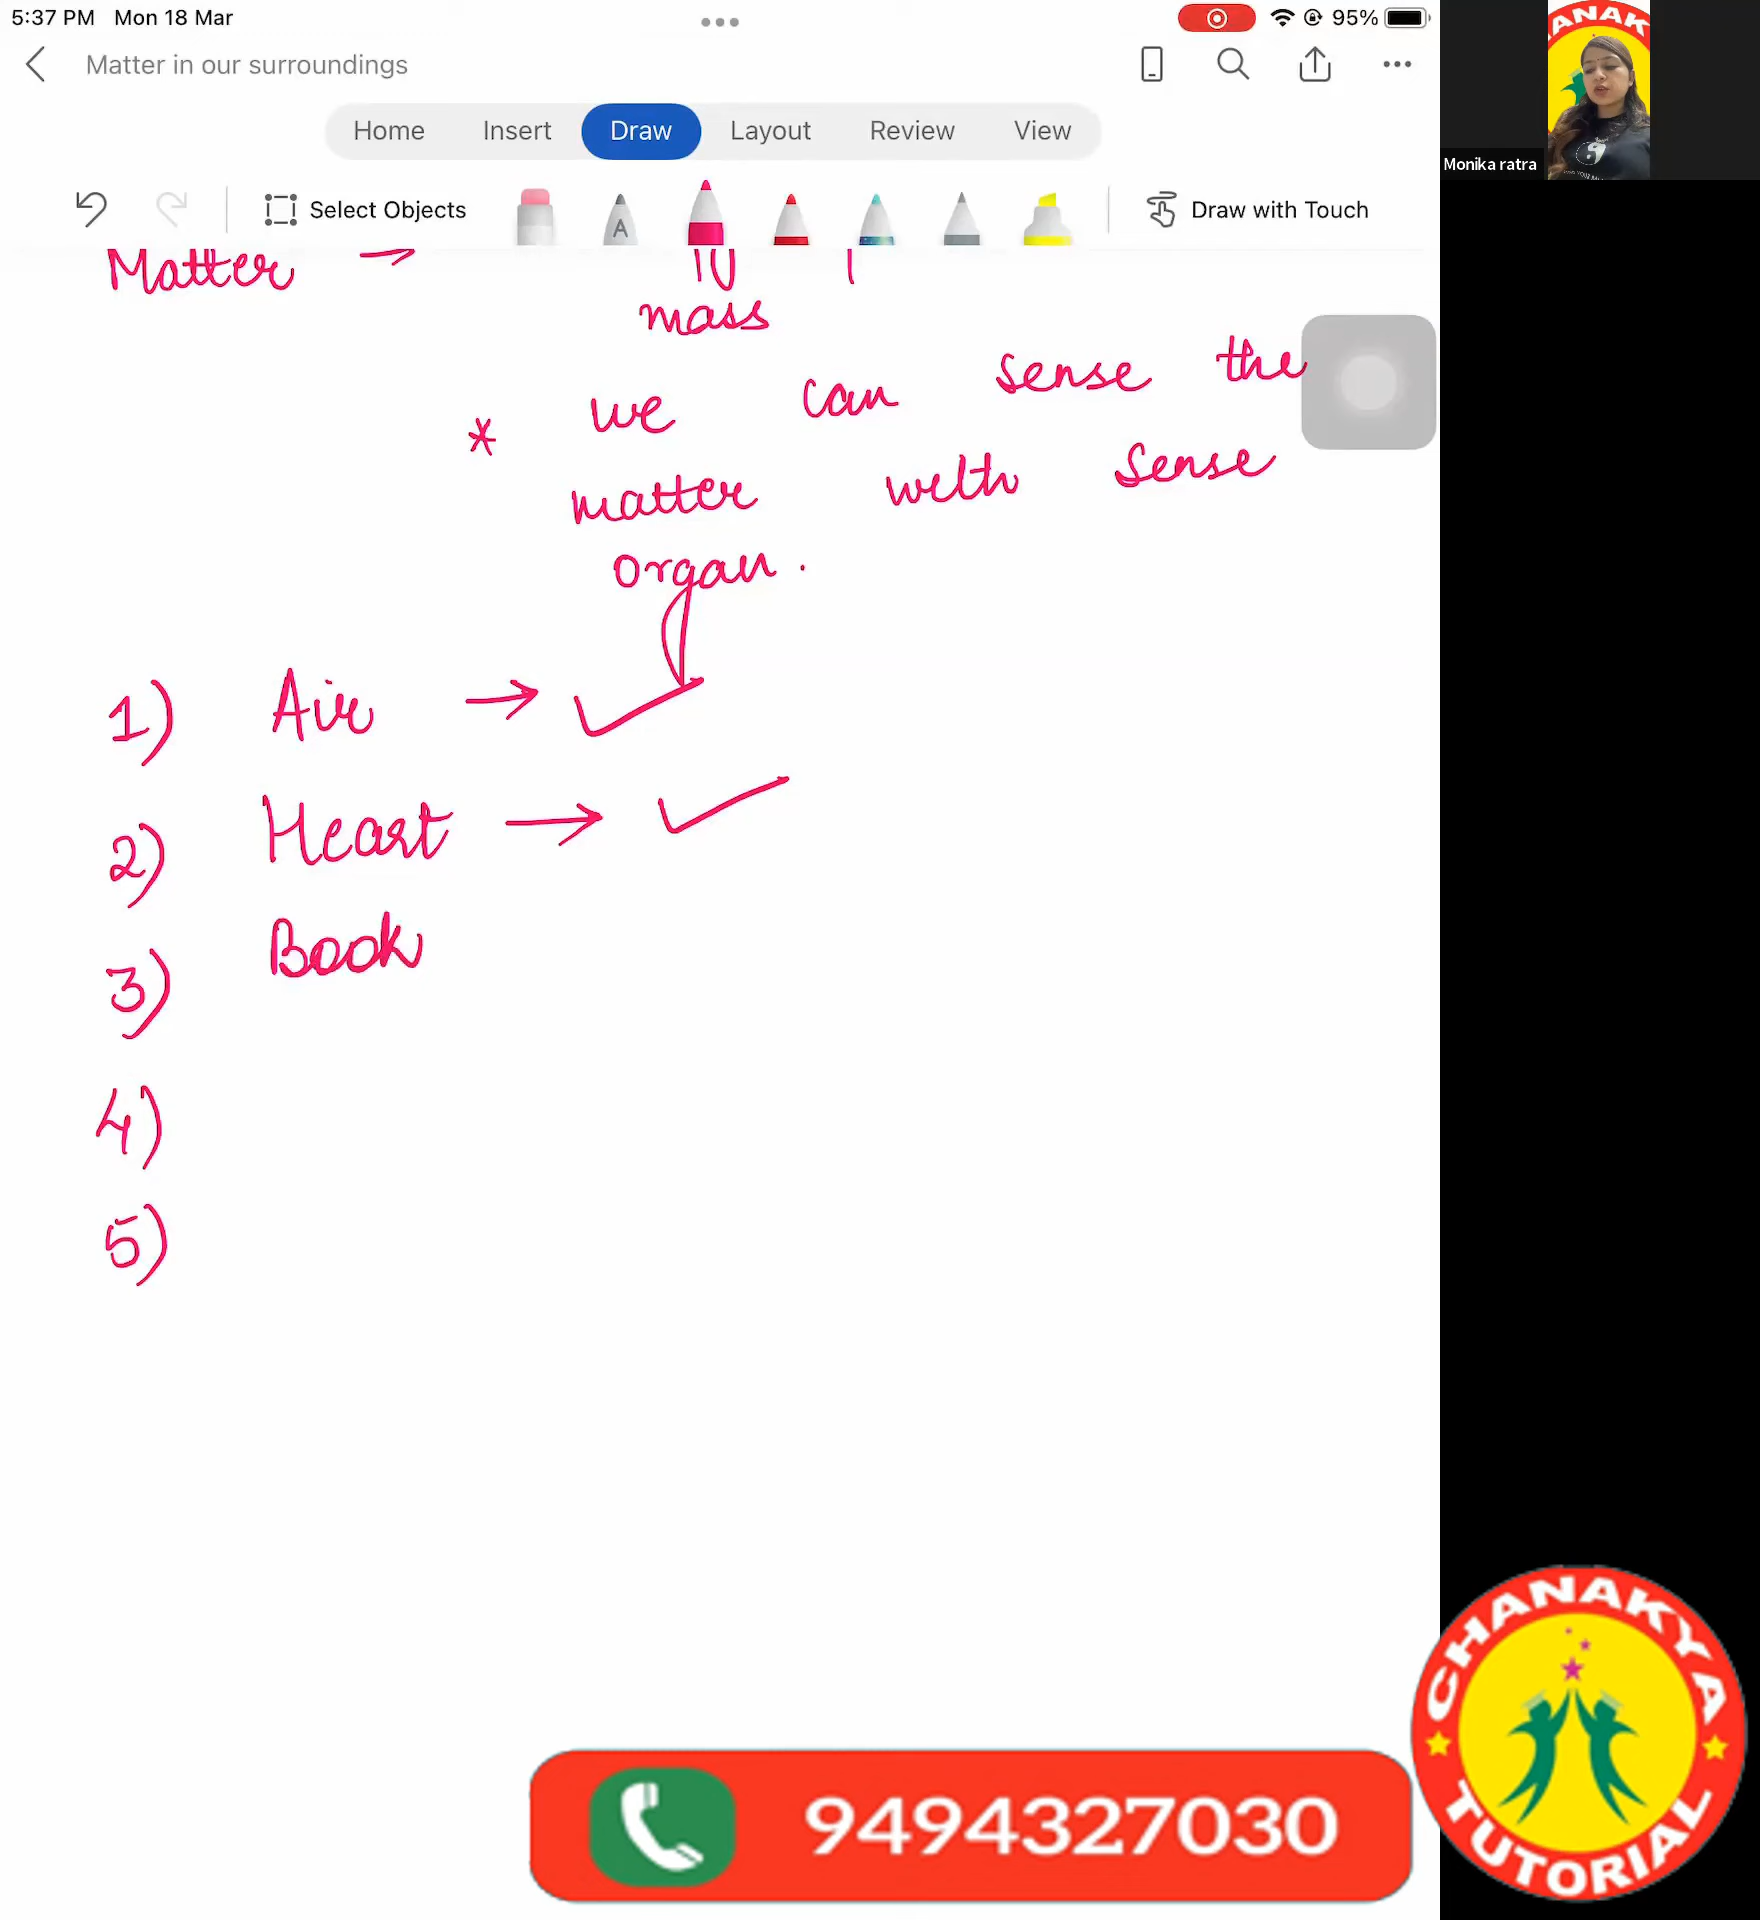 5:37 PM Mon 18 Mar
95%
Matter in our surroundings
Home Insert Draw Layout Review View
Select Objects
A
Draw with Touch
Matter →
mass
* we can sense the
matter with sense
organ.
1) Air → ✓
2) Heart → ✓
3) Book
4)
5)
ANAK
Monika ratra
9494327030
CHANAKYA
TUTORIAL